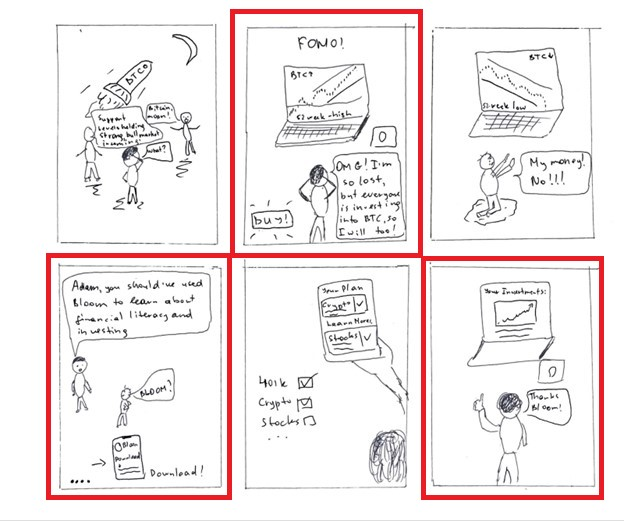 BTC
Support
Levels holding
strong, bull market
incoming!
Bitcoin,
moon!
What?
FOMO!
BTC↑
52 week-high
OMG! I'm
so lost,
but everyone
is investing
into BTC, so
I will too!
buy!
BTC↓
52 week low
My money!
No!!!
Adam, you should've used
Bloom to learn about
financial literacy and
investing
BLOOM?
Bloom
Download
Download!
Your Plan
Crypto
Learn More:
Stocks
401k
Crypto
Stocks
...
Your Investments:
Thanks
Bloom!